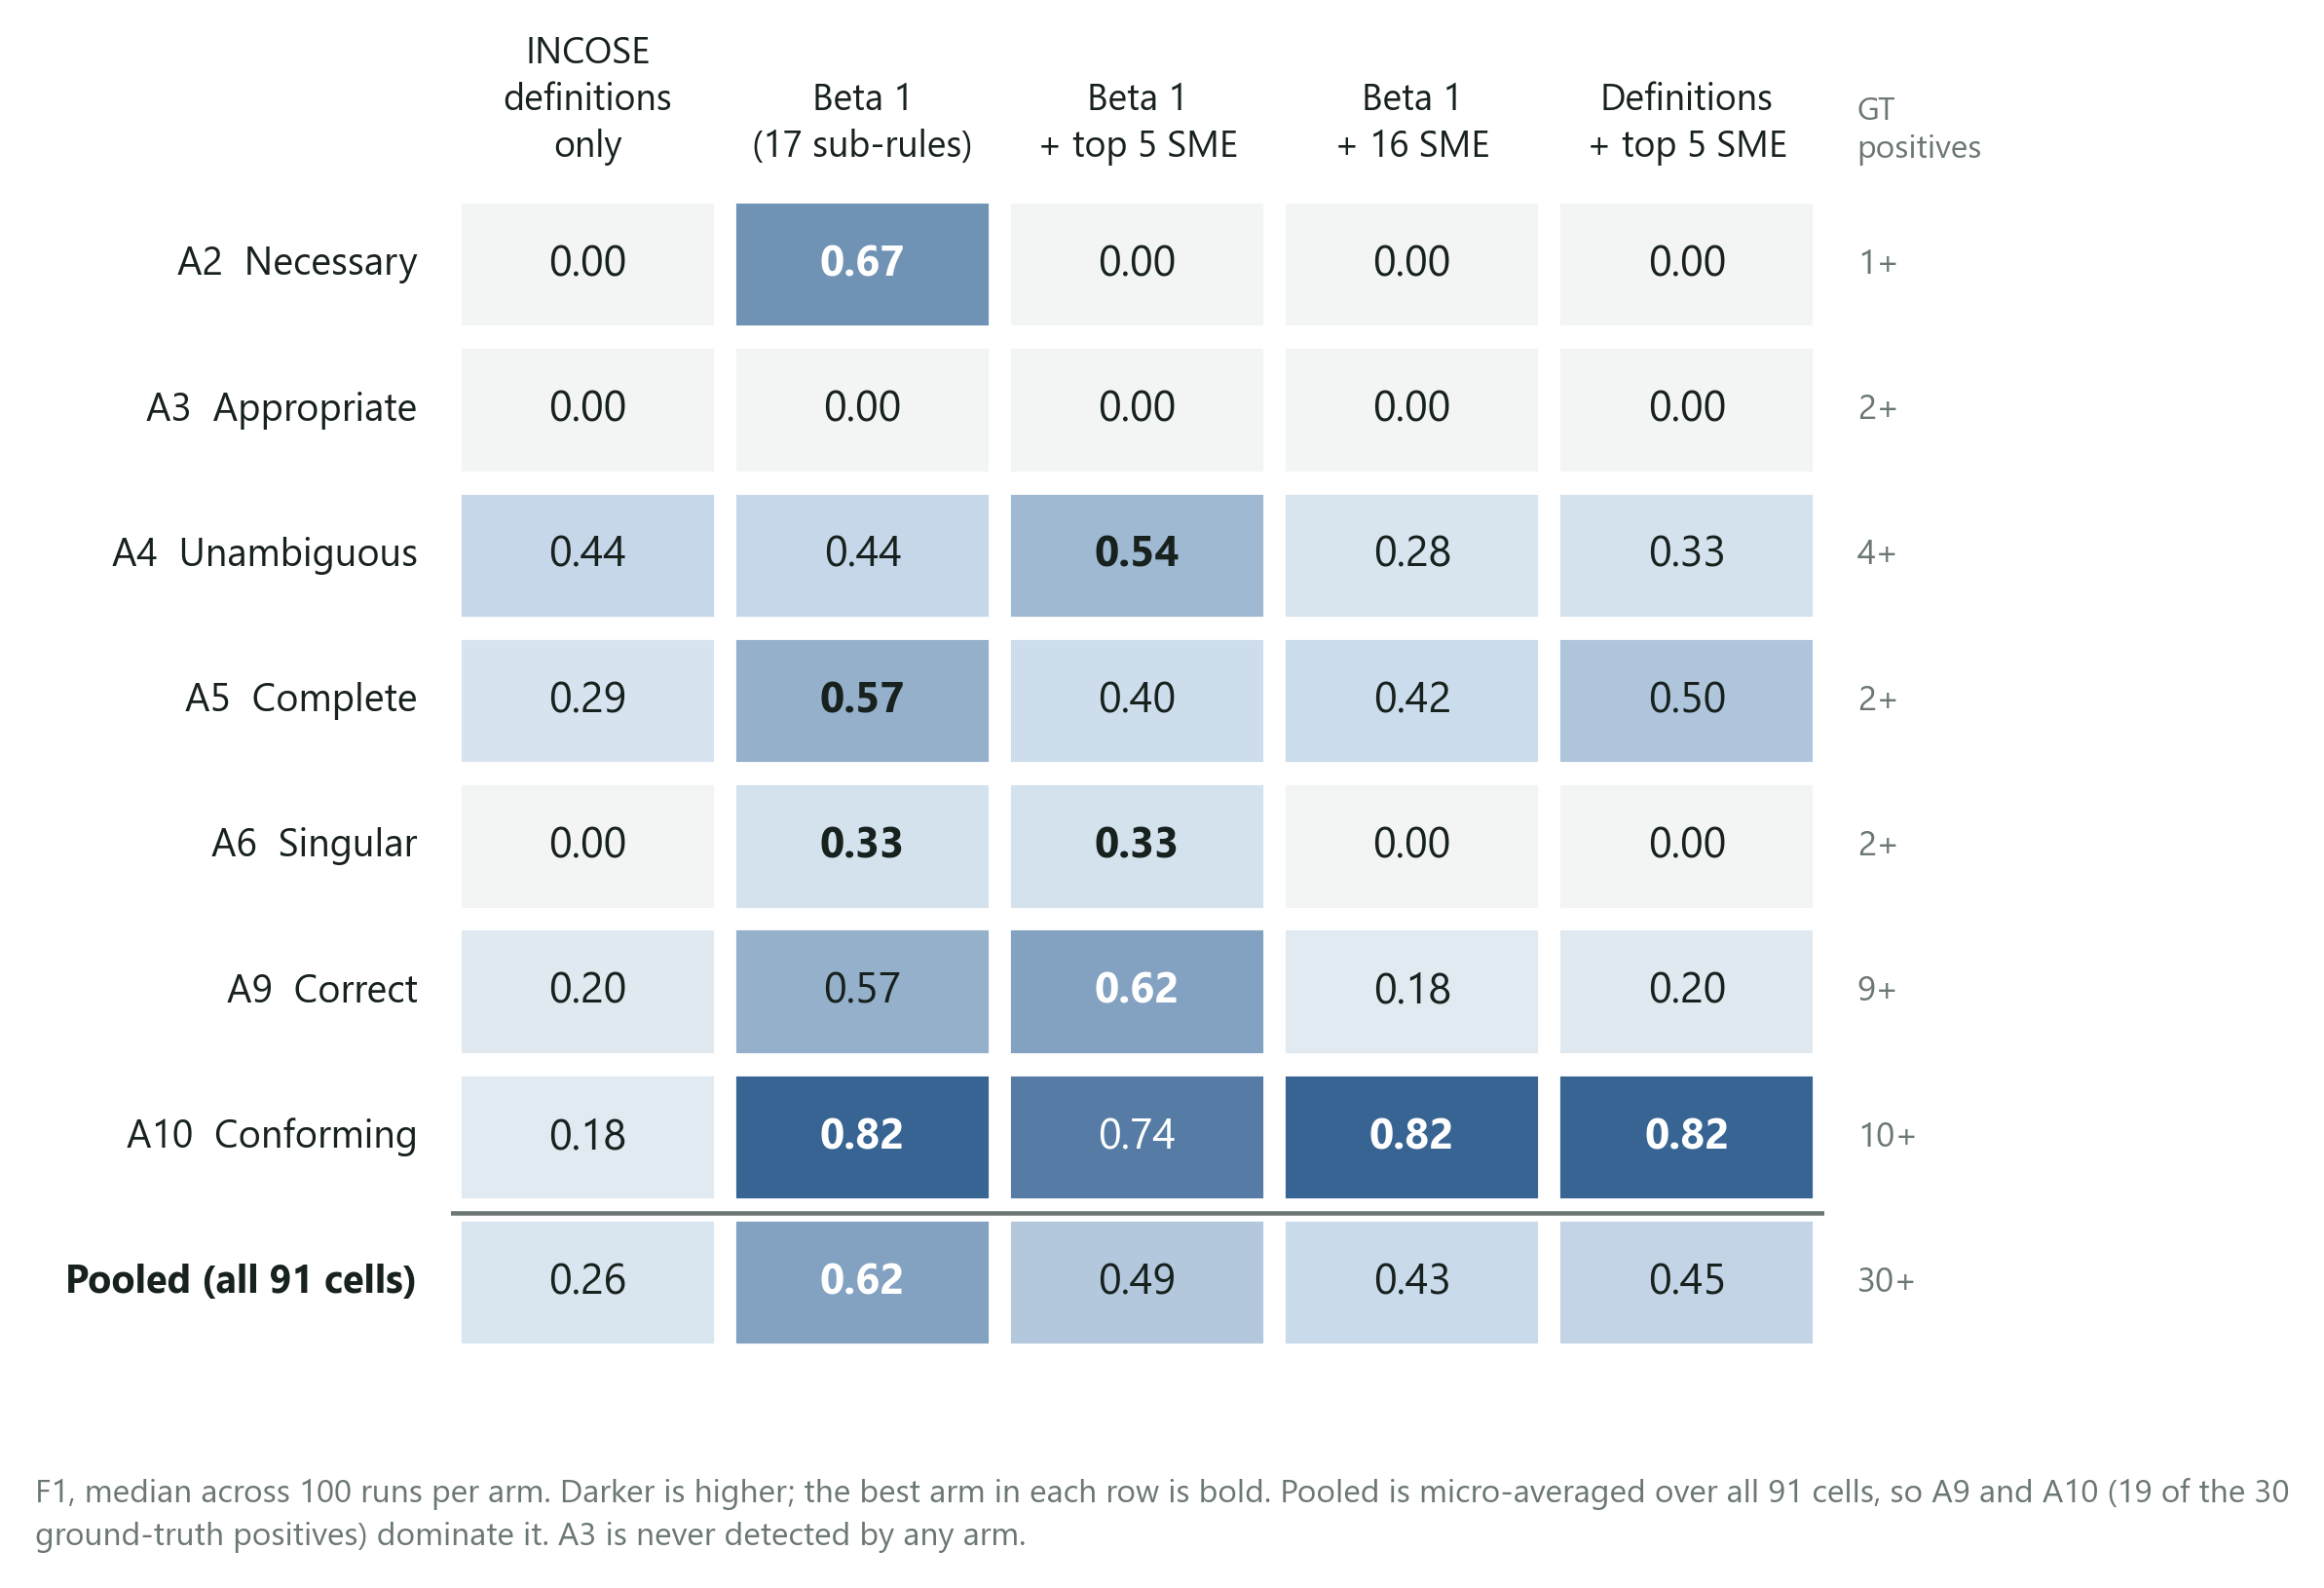 INCOSE
definitions
only
Beta 1
(17 sub-rules)
Beta 1
+ top 5 SME
Beta 1
+ 16 SME
Definitions
+ top 5 SME
GT
positives
A2 Necessary 0.00 0.67 0.00 0.00 0.00 1+
A3 Appropriate 0.00 0.00 0.00 0.00 0.00 2+
A4 Unambiguous 0.44 0.44 0.54 0.28 0.33 4+
A5 Complete 0.29 0.57 0.40 0.42 0.50 2+
A6 Singular 0.00 0.33 0.33 0.00 0.00 2+
A9 Correct 0.20 0.57 0.62 0.18 0.20 9+
A10 Conforming 0.18 0.82 0.74 0.82 0.82 10+
Pooled (all 91 cells) 0.26 0.62 0.49 0.43 0.45 30+
F1, median across 100 runs per arm. Darker is higher; the best arm in each row is bold. Pooled is micro-averaged over all 91 cells, so A9 and A10 (19 of the 30
ground-truth positives) dominate it. A3 is never detected by any arm.